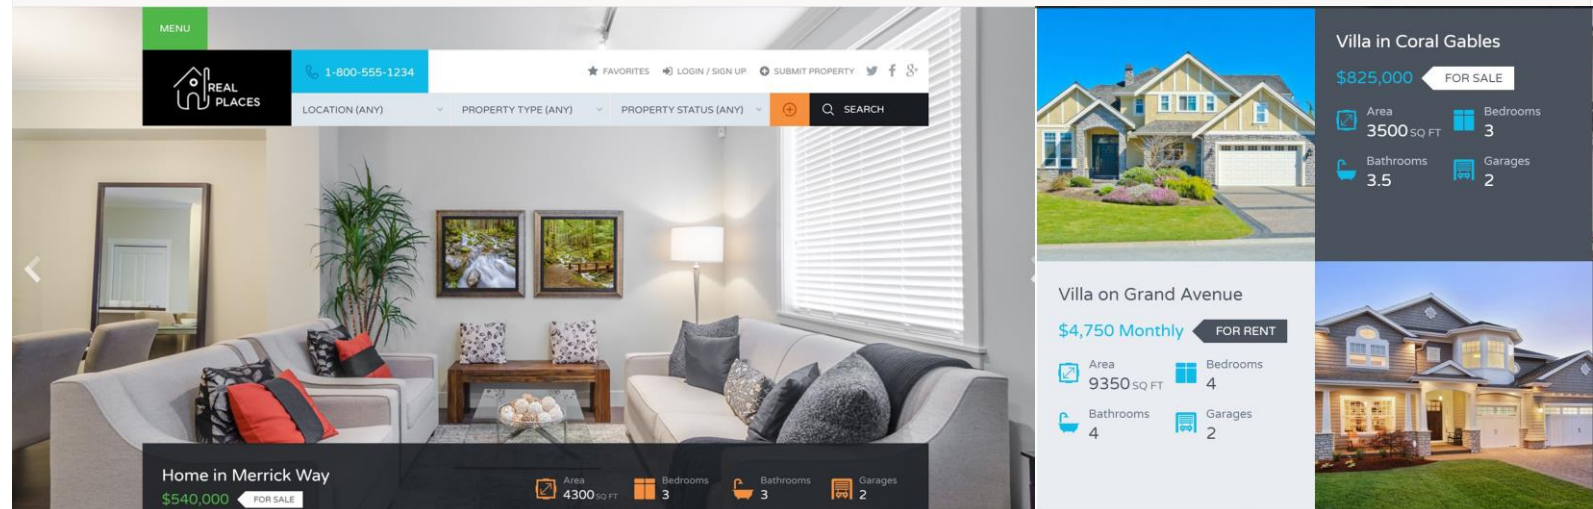 MENU
REAL
PLACES
1-800-555-1234
FAVORITES
LOGIN / SIGN UP
SUBMIT PROPERTY
LOCATION (ANY)
PROPERTY TYPE (ANY)
PROPERTY STATUS (ANY)
SEARCH
Home in Merrick Way
$540,000 FOR SALE
Area
4300 SQ FT
Bedrooms
3
Bathrooms
3
Garages
2
Villa in Coral Gables
$825,000 FOR SALE
Area
3500 SQ FT
Bedrooms
3
Bathrooms
3.5
Garages
2
Villa on Grand Avenue
$4,750 Monthly FOR RENT
Area
9350 SQ FT
Bedrooms
4
Bathrooms
4
Garages
2